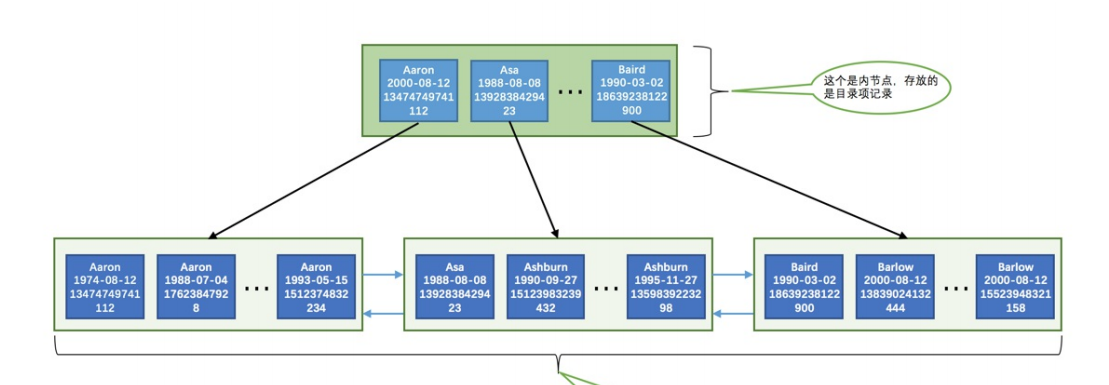 Aaron
2000-08-12
13474749741
112
Asa
1988-08-08
13928384294
23
...
Baird
1990-03-02
18639238122
900
这个是内节点，存放的
是目录项记录
Aaron
1974-08-12
13474749741
112
Aaron
1988-07-04
1762384792
8
...
Aaron
1993-05-15
1512374832
234
Asa
1988-08-08
13928384294
23
Ashburn
1990-09-27
15123983239
432
...
Ashburn
1995-11-27
13598392232
98
Baird
1990-03-02
18639238122
900
Barlow
2000-08-12
13839024132
444
...
Barlow
2000-08-12
15523948321
158